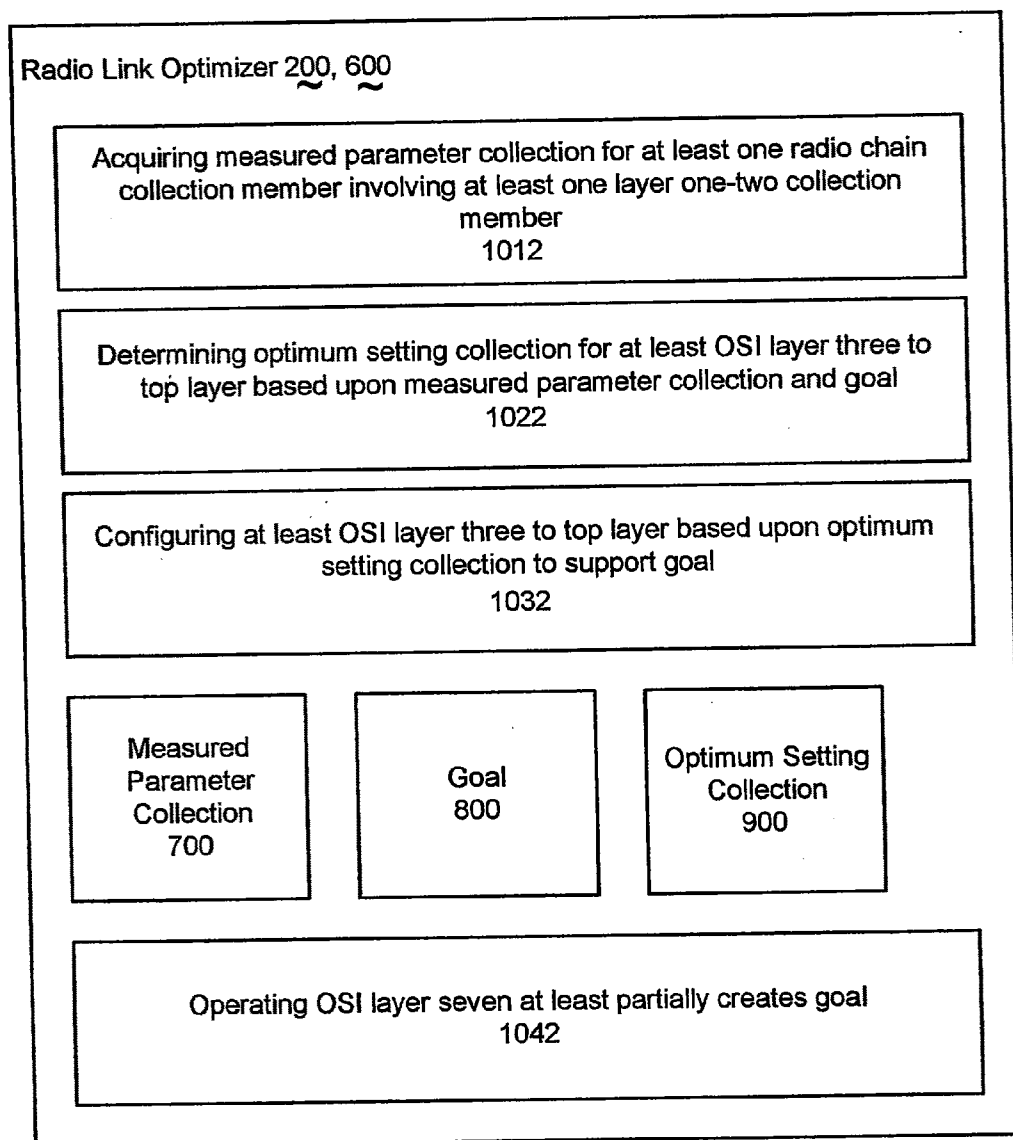 Radio Link Optimizer 200, 600
Acquiring measured parameter collection for at least one radio chain
collection member involving at least one layer one-two collection
member
1012
Determining optimum setting collection for at least OSI layer three to
top layer based upon measured parameter collection and goal
1022
Configuring at least OSI layer three to top layer based upon optimum
setting collection to support goal
1032
Measured
Parameter
Collection
700
Goal
800
Optimum Setting
Collection
900
Operating OSI layer seven at least partially creates goal
1042